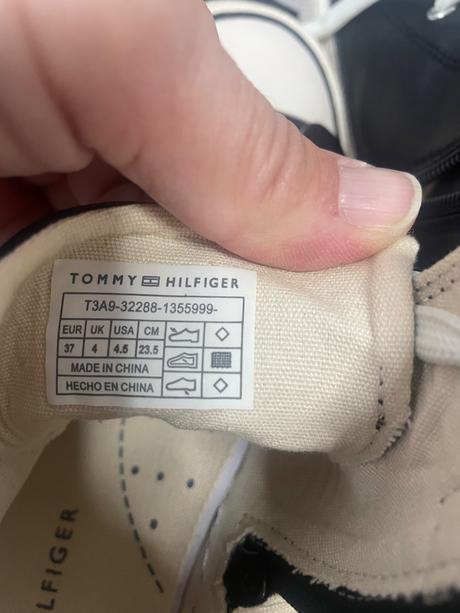 TOMMY HILFIGER
T3A9-32288-1355999-
EUR UK USA CM
37 4 4.5 23.5
MADE IN CHINA
HECHO EN CHINA
LFIGER